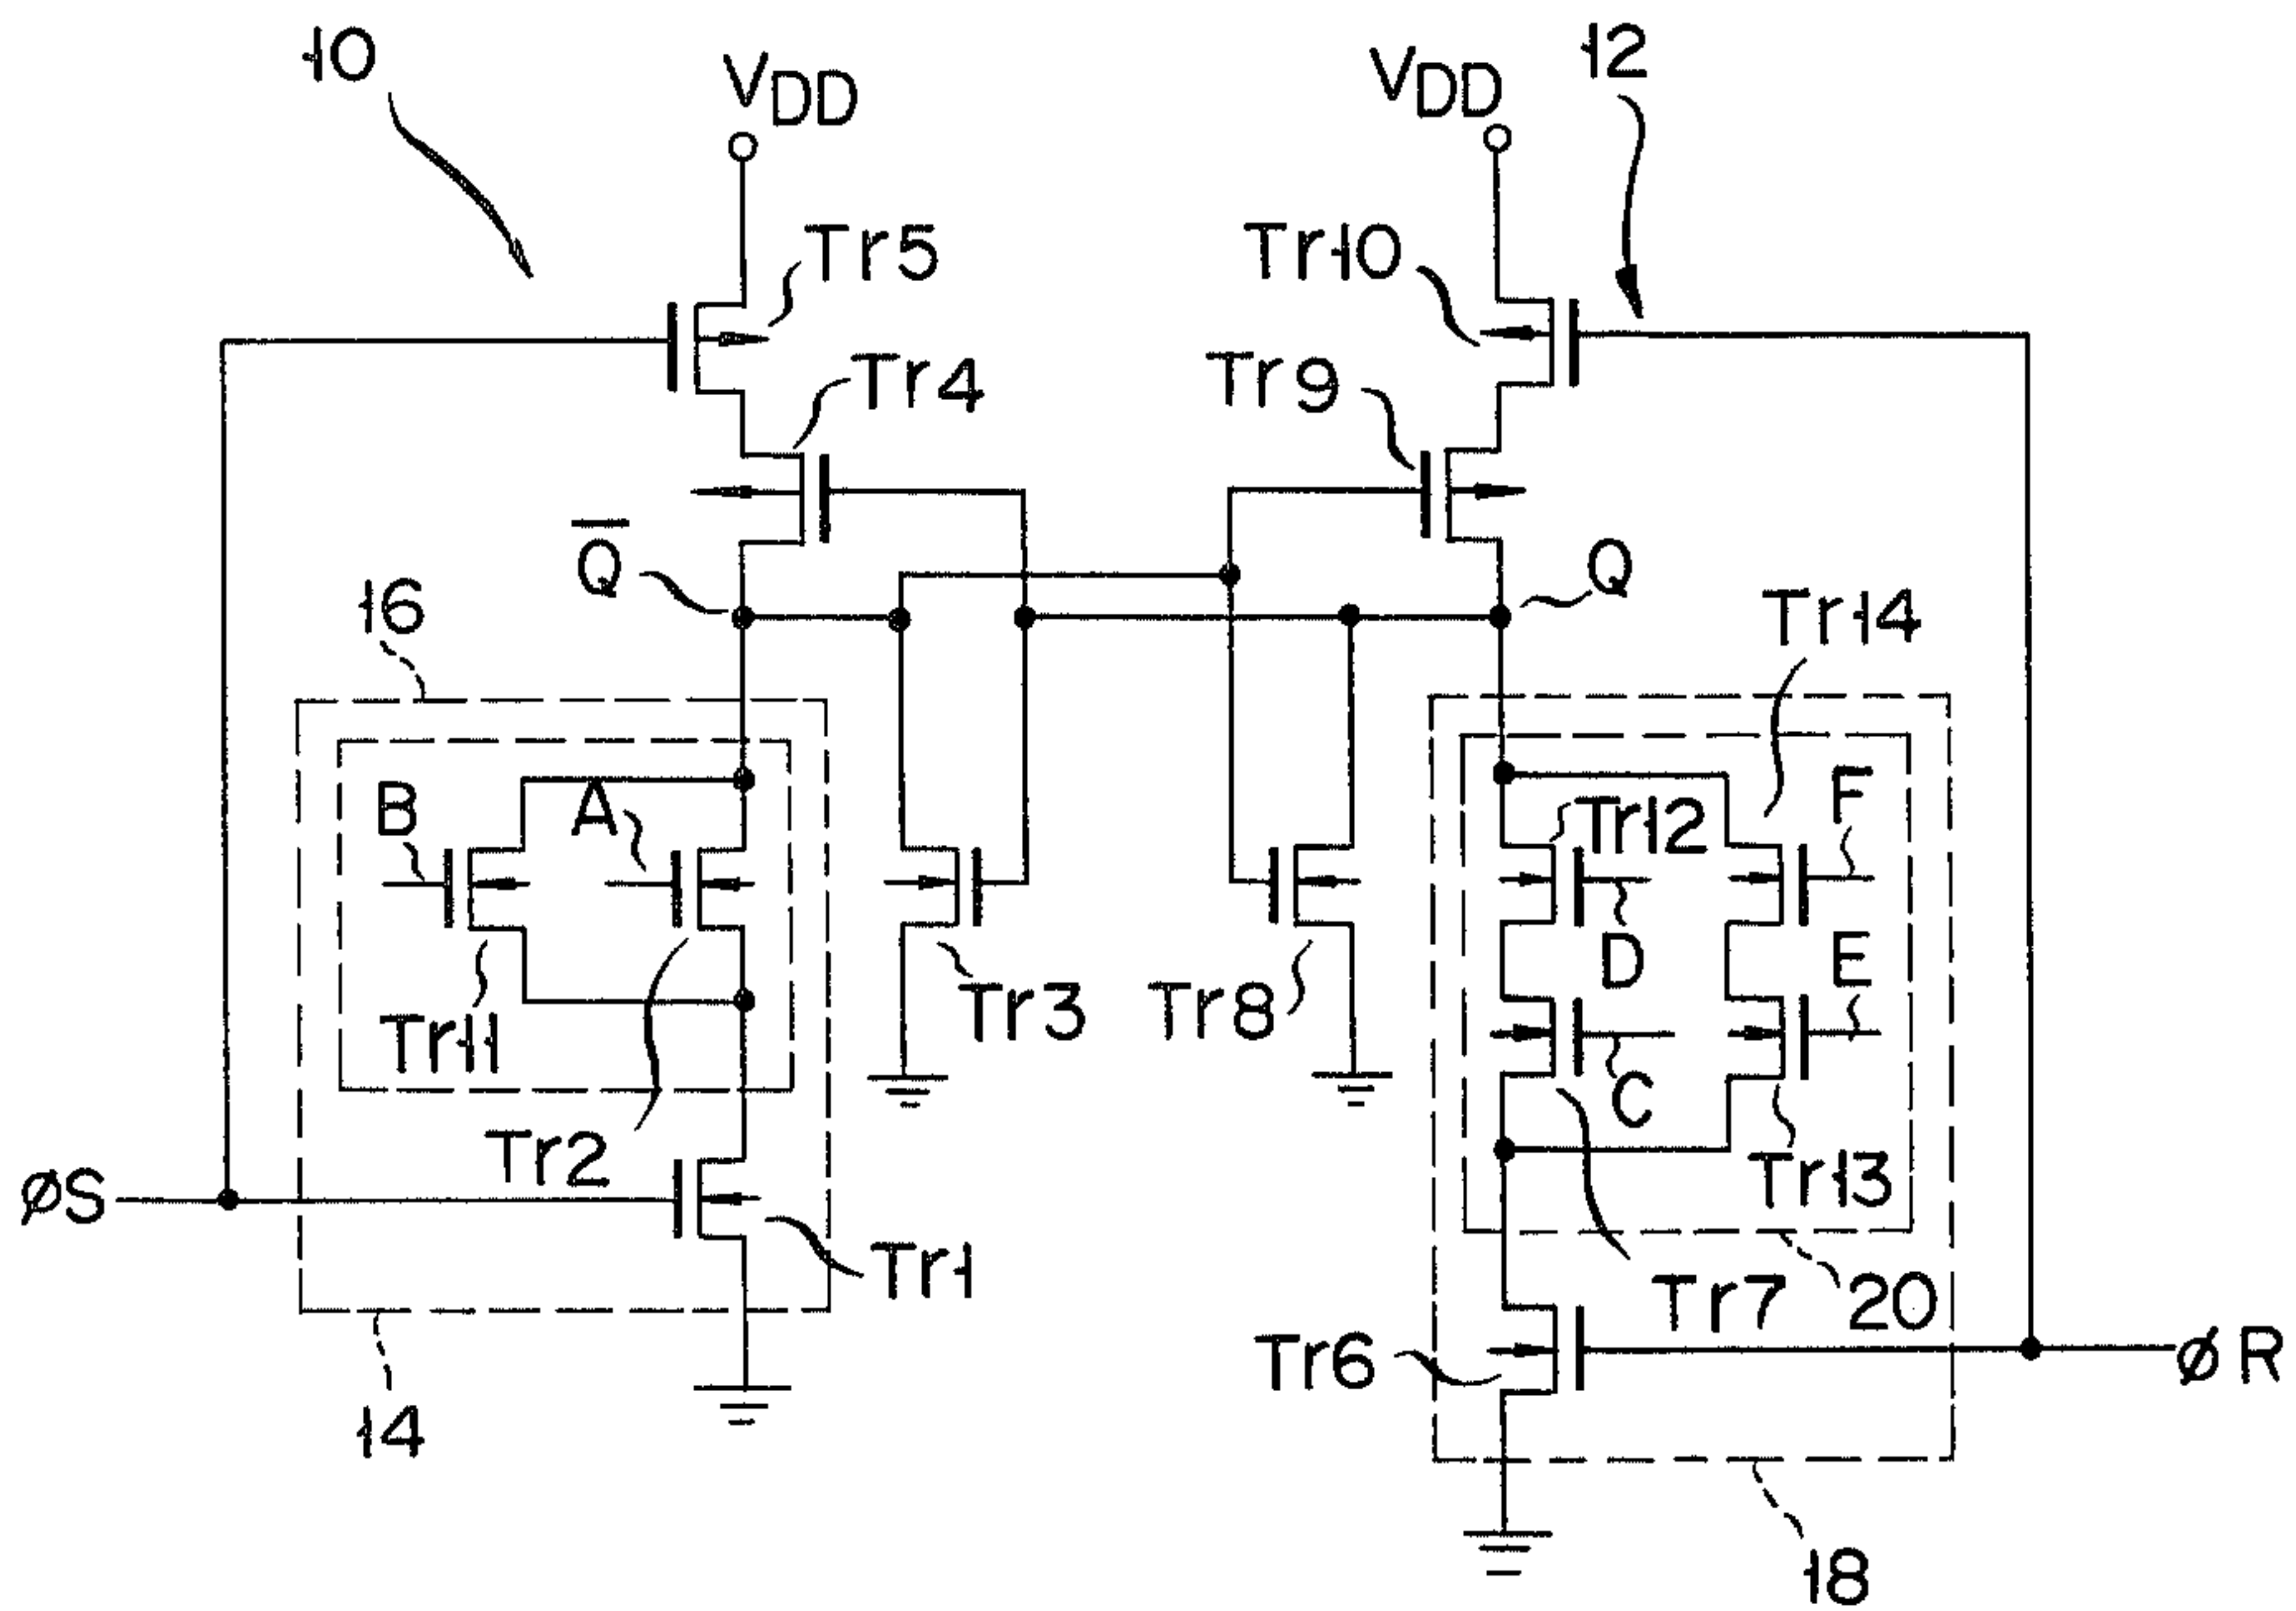 10
VDD
VDD
12
Tr5
Tr10
Tr4
Tr9
Q̅
Q
16
Tr14
B
A
Tr12
F
D
E
Tr11
Tr3
Tr8
C
Tr2
Tr13
øS
Tr1
Tr7
20
Tr6
øR
14
18